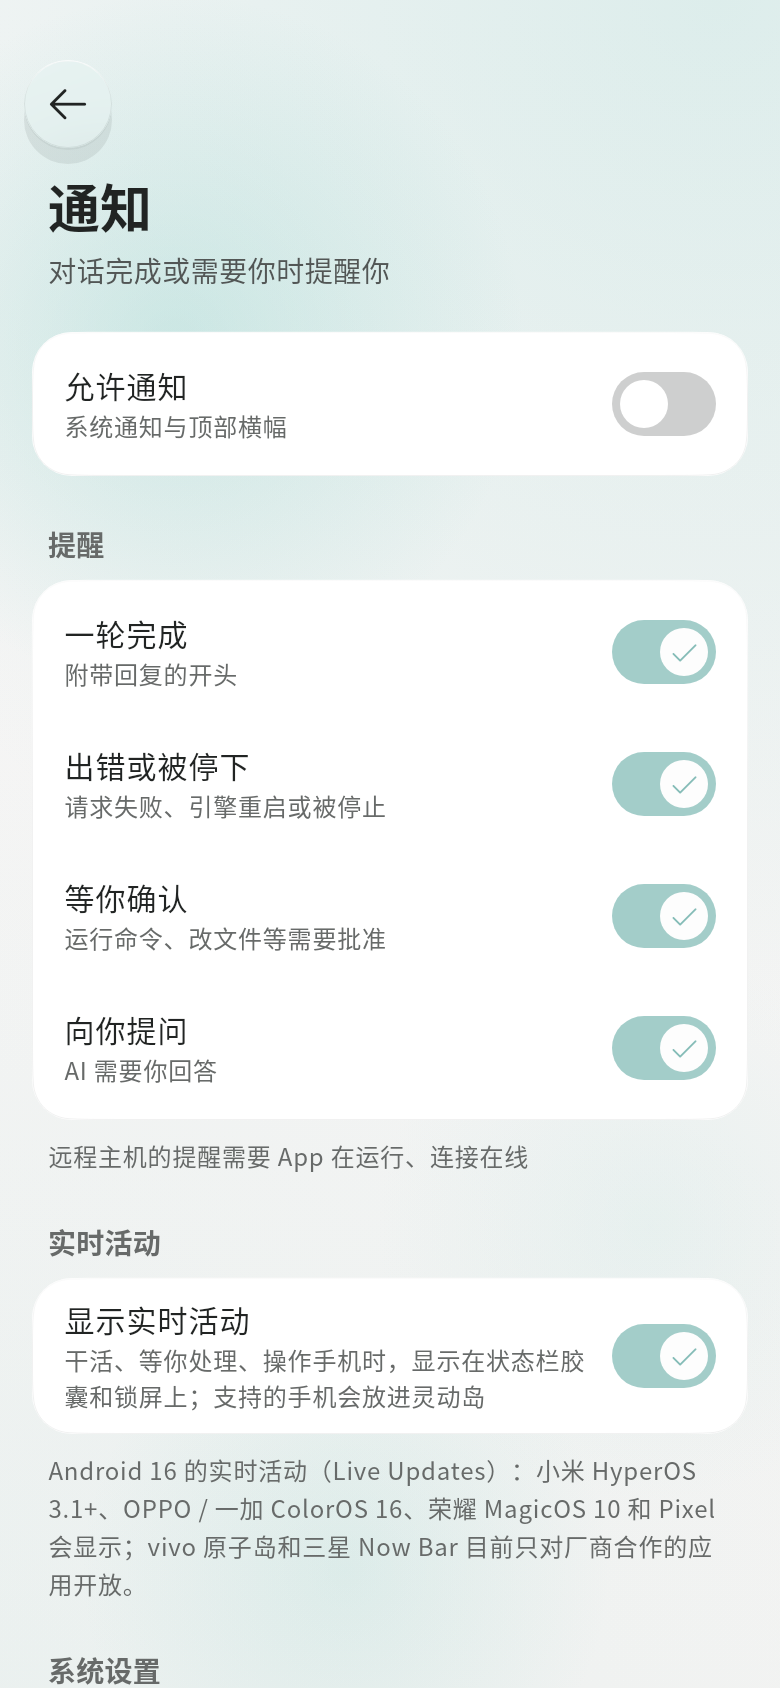 通知
对话完成或需要你时提醒你
允许通知
系统通知与顶部横幅
提醒
一轮完成
附带回复的开头
出错或被停下
请求失败、引擎重启或被停止
等你确认
运行命令、改文件等需要批准
向你提问
AI 需要你回答
远程主机的提醒需要 App 在运行、连接在线
实时活动
显示实时活动
干活、等你处理、操作手机时，显示在状态栏胶
囊和锁屏上；支持的手机会放进灵动岛
Android 16 的实时活动（Live Updates）：小米 HyperOS
3.1+、OPPO / 一加 ColorOS 16、荣耀 MagicOS 10 和 Pixel
会显示；vivo 原子岛和三星 Now Bar 目前只对厂商合作的应
用开放。
系统设置